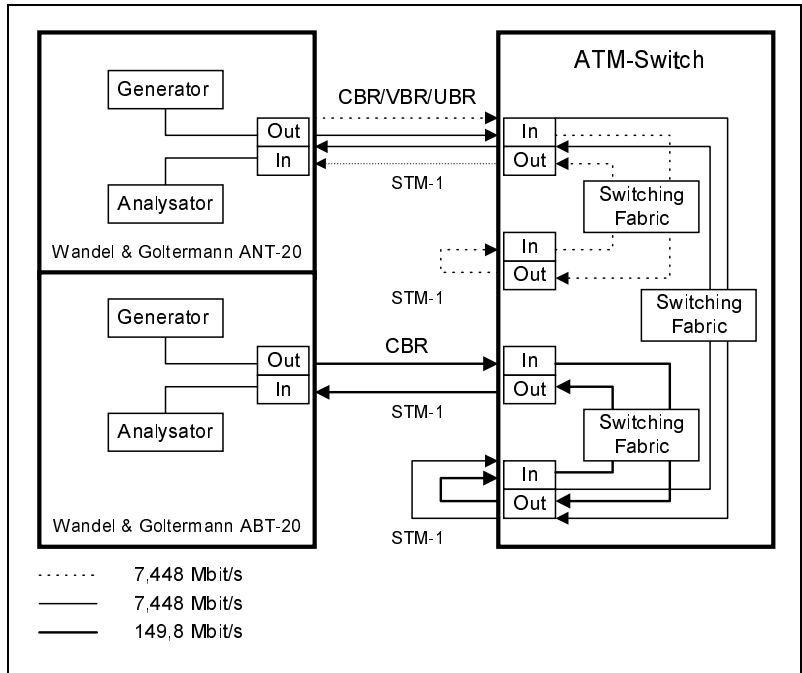 ATM-Switch
Generator
CBR/VBR/UBR
Out
In
In
Out
STM-1
Analysator
Switching
Fabric
Wandel & Goltermann ANT-20
In
Out
STM-1
Switching
Fabric
Generator
CBR
Out
In
In
Out
STM-1
Analysator
Switching
Fabric
In
Out
Wandel & Goltermann ABT-20
STM-1
7,448 Mbit/s
7,448 Mbit/s
149,8 Mbit/s